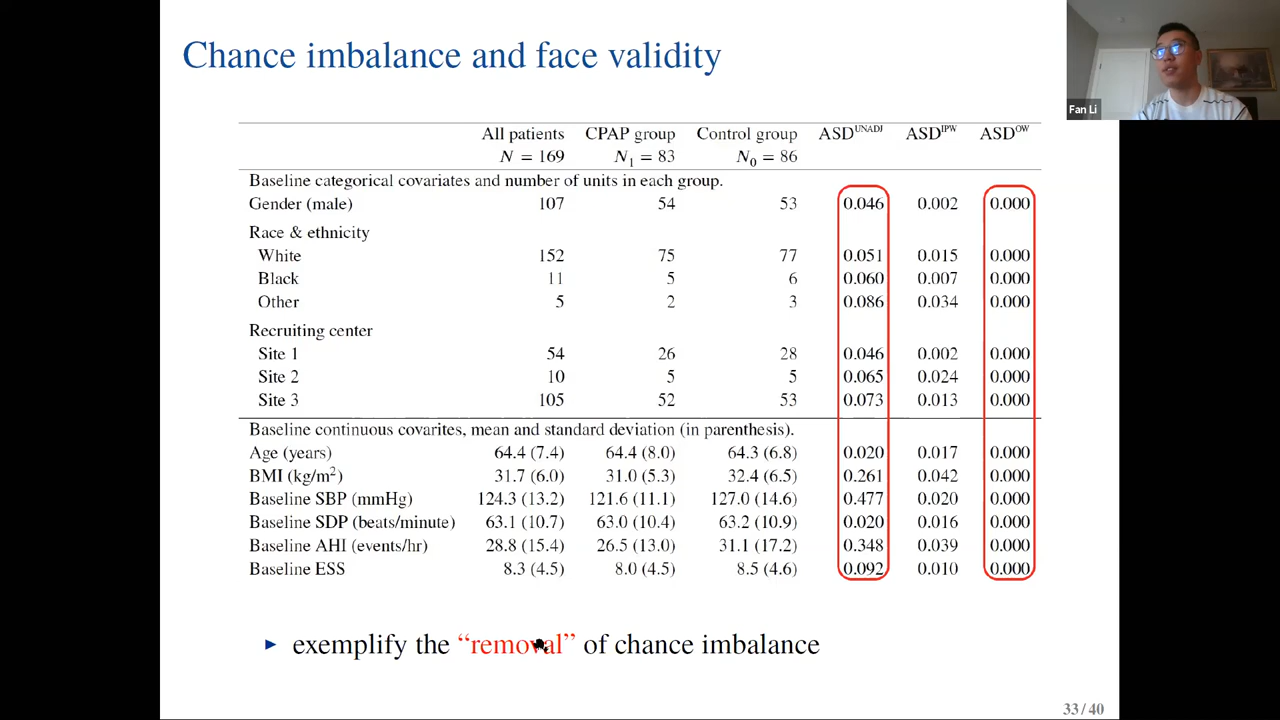 Chance imbalance and face validity
Fan Li
All patients CPAP group Control group ASD^UNADJ ASD^IPW ASD^OW
N = 169 N₁ = 83 N₀ = 86
Baseline categorical covariates and number of units in each group.
Gender (male) 107 54 53 0.046 0.002 0.000
Race & ethnicity
White 152 75 77 0.051 0.015 0.000
Black 11 5 6 0.060 0.007 0.000
Other 5 2 3 0.086 0.034 0.000
Recruiting center
Site 1 54 26 28 0.046 0.002 0.000
Site 2 10 5 5 0.065 0.024 0.000
Site 3 105 52 53 0.073 0.013 0.000
Baseline continuous covarites, mean and standard deviation (in parenthesis).
Age (years) 64.4 (7.4) 64.4 (8.0) 64.3 (6.8) 0.020 0.017 0.000
BMI (kg/m²) 31.7 (6.0) 31.0 (5.3) 32.4 (6.5) 0.261 0.042 0.000
Baseline SBP (mmHg) 124.3 (13.2) 121.6 (11.1) 127.0 (14.6) 0.477 0.020 0.000
Baseline SDP (beats/minute) 63.1 (10.7) 63.0 (10.4) 63.2 (10.9) 0.020 0.016 0.000
Baseline AHI (events/hr) 28.8 (15.4) 26.5 (13.0) 31.1 (17.2) 0.348 0.039 0.000
Baseline ESS 8.3 (4.5) 8.0 (4.5) 8.5 (4.6) 0.092 0.010 0.000
► exemplify the “removal” of chance imbalance
33 / 40